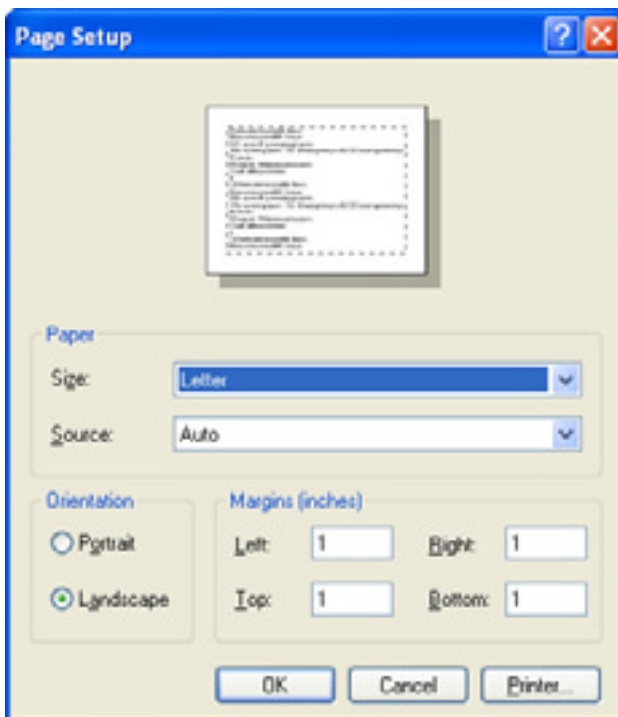 Page Setup
Paper
Size: Letter
Source: Auto
Orientation
Portrait
Landscape
Margins (inches)
Left: 1 Right: 1
Top: 1 Bottom: 1
OK Cancel Printer...